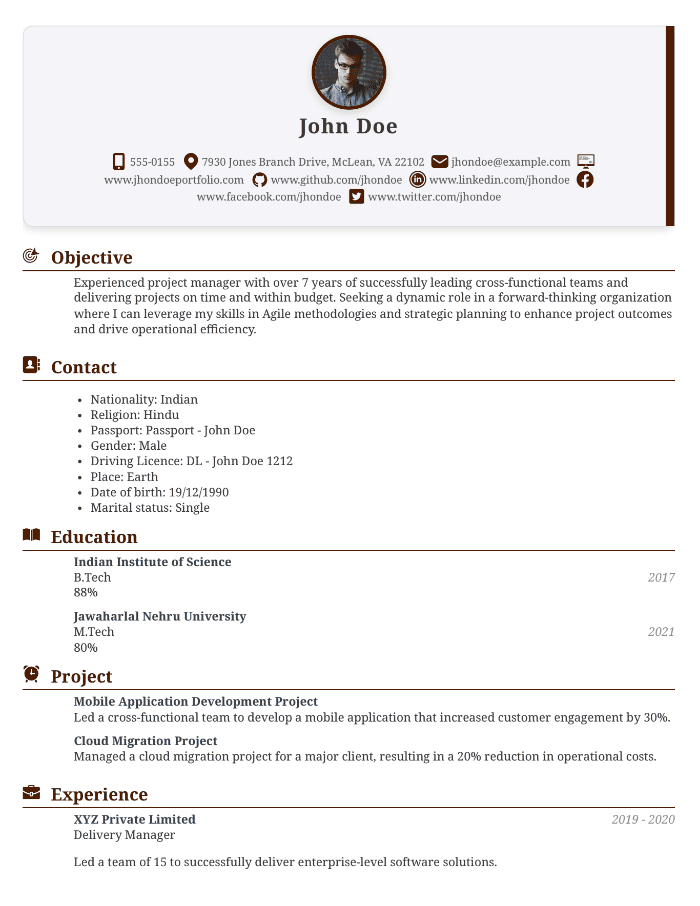 John Doe
555-0155 7930 Jones Branch Drive, McLean, VA 22102 jhondoe@example.com
www.jhondoeportfolio.com www.github.com/jhondoe www.linkedin.com/jhondoe
www.facebook.com/jhondoe www.twitter.com/jhondoe
Objective
Experienced project manager with over 7 years of successfully leading cross-functional teams and
delivering projects on time and within budget. Seeking a dynamic role in a forward-thinking organization
where I can leverage my skills in Agile methodologies and strategic planning to enhance project outcomes
and drive operational efficiency.
Contact
• Nationality: Indian
• Religion: Hindu
• Passport: Passport - John Doe
• Gender: Male
• Driving Licence: DL - John Doe 1212
• Place: Earth
• Date of birth: 19/12/1990
• Marital status: Single
Education
Indian Institute of Science
B.Tech 2017
88%
Jawaharlal Nehru University
M.Tech 2021
80%
Project
Mobile Application Development Project
Led a cross-functional team to develop a mobile application that increased customer engagement by 30%.
Cloud Migration Project
Managed a cloud migration project for a major client, resulting in a 20% reduction in operational costs.
Experience
XYZ Private Limited 2019 - 2020
Delivery Manager
Led a team of 15 to successfully deliver enterprise-level software solutions.